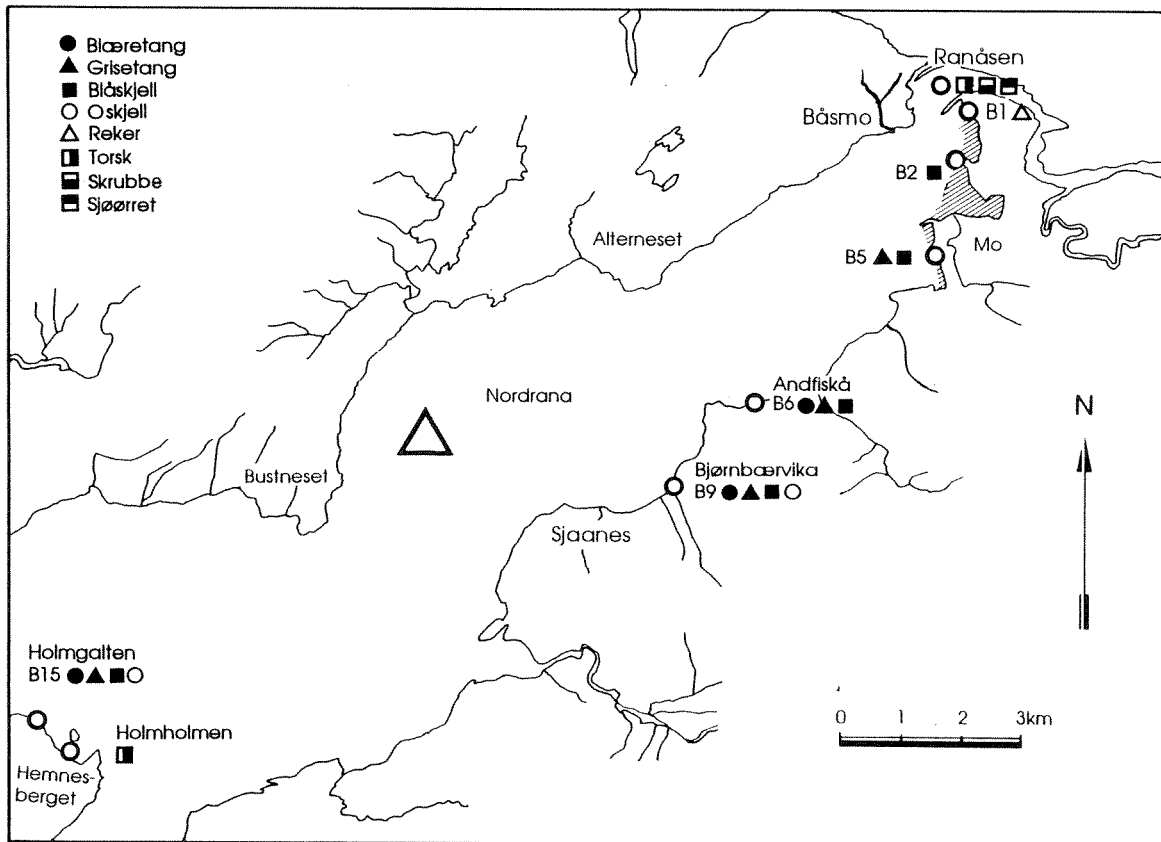 Blæretang
Grisetang
Blåskjell
Oskjell
Reker
Torsk
Skrubbe
Sjøørret
Ranåsen
Båsmo
B1
B2
Alterneset
B5
Mo
Nordrana
Andfiskå
B6
N
Bustneset
Bjørnbærvika
B9
Sjaanes
Holmgalten
B15
Holmholmen
0 1 2 3km
Hemnes-
berget